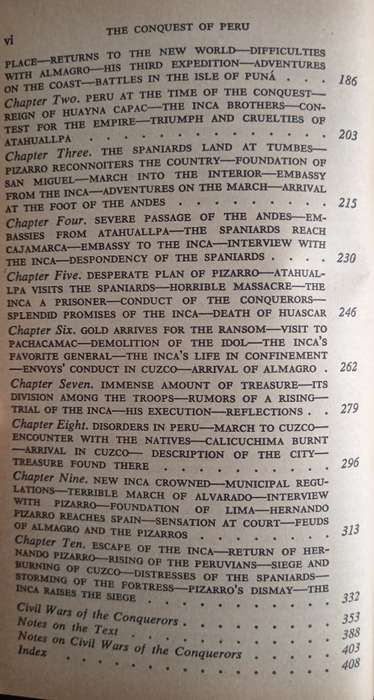 vi THE CONQUEST OF PERU
PLACE—RETURNS TO THE NEW WORLD—DIFFICULTIES
WITH ALMAGRO—HIS THIRD EXPEDITION—ADVENTURES
ON THE COAST—BATTLES IN THE ISLE OF PUNÁ . . . 186
Chapter Two. PERU AT THE TIME OF THE CONQUEST—
REIGN OF HUAYNA CAPAC—THE INCA BROTHERS—CON-
TEST FOR THE EMPIRE—TRIUMPH AND CRUELTIES OF
ATAHUALLPA . . . . . . . . . . 203
Chapter Three. THE SPANIARDS LAND AT TUMBES—
PIZARRO RECONNOITERS THE COUNTRY—FOUNDATION OF
SAN MIGUEL—MARCH INTO THE INTERIOR—EMBASSY
FROM THE INCA—ADVENTURES ON THE MARCH—ARRIVAL
AT THE FOOT OF THE ANDES . . . . . . 215
Chapter Four. SEVERE PASSAGE OF THE ANDES—EM-
BASSIES FROM ATAHUALLPA—THE SPANIARDS REACH
CAJAMARCA—EMBASSY TO THE INCA—INTERVIEW WITH
THE INCA—DESPONDENCY OF THE SPANIARDS . . . . 230
Chapter Five. DESPERATE PLAN OF PIZARRO—ATAHUAL-
LPA VISITS THE SPANIARDS—HORRIBLE MASSACRE—THE
INCA A PRISONER—CONDUCT OF THE CONQUERORS—
SPLENDID PROMISES OF THE INCA—DEATH OF HUASCAR 246
Chapter Six. GOLD ARRIVES FOR THE RANSOM—VISIT TO
PACHACAMAC—DEMOLITION OF THE IDOL—THE INCA'S
FAVORITE GENERAL—THE INCA'S LIFE IN CONFINEMENT
—ENVOYS' CONDUCT IN CUZCO—ARRIVAL OF ALMAGRO . 262
Chapter Seven. IMMENSE AMOUNT OF TREASURE—ITS
DIVISION AMONG THE TROOPS—RUMORS OF A RISING—
TRIAL OF THE INCA—HIS EXECUTION—REFLECTIONS . . 279
Chapter Eight. DISORDERS IN PERU—MARCH TO CUZCO—
ENCOUNTER WITH THE NATIVES—CALICUCHIMA BURNT
—ARRIVAL IN CUZCO— DESCRIPTION OF THE CITY—
TREASURE FOUND THERE . . . . . . . 296
Chapter Nine. NEW INCA CROWNED—MUNICIPAL REGU-
LATIONS—TERRIBLE MARCH OF ALVARADO—INTERVIEW
WITH PIZARRO—FOUNDATION OF LIMA—HERNANDO
PIZARRO REACHES SPAIN—SENSATION AT COURT—FEUDS
OF ALMAGRO AND THE PIZARROS . . . . . 313
Chapter Ten. ESCAPE OF THE INCA—RETURN OF HER-
NANDO PIZARRO—RISING OF THE PERUVIANS—SIEGE AND
BURNING OF CUZCO—DISTRESSES OF THE SPANIARDS—
STORMING OF THE FORTRESS—PIZARRO'S DISMAY—THE
INCA RAISES THE SIEGE . . . . . . . 332
Civil Wars of the Conquerors . . . . . . . 353
Notes on the Text . . . . . . . . . 388
Notes on Civil Wars of the Conquerors . . . . 403
Index . . . . . . . . . . . 408